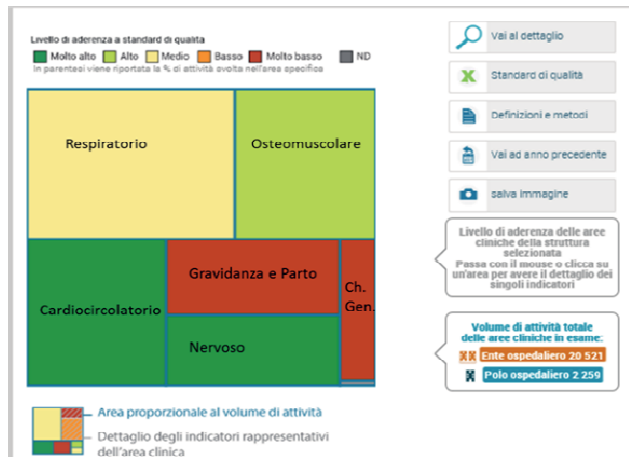 Livello di aderenza a standard di qualità
Molto alto Alto Medio Basso Molto basso ND
In parentesi viene riportata la % di attività svolta nell'area specifica
Respiratorio
Osteomuscolare
Cardiocircolatorio
Gravidanza e Parto
Nervoso
Ch.
Gen.
Area proporzionale al volume di attività
Dettaglio degli indicatori rappresentativi
dell'area clinica
Vai al dettaglio
Standard di qualità
Definizioni e metodi
Vai ad anno precedente
salva immagine
Livello di aderenza delle aree
cliniche della struttura
selezionata
Passa con il mouse o clicca su
un'area per avere il dettaglio dei
singoli indicatori
Volume di attività totale
delle aree cliniche in esame:
Ente ospedaliero 20 521
Polo ospedaliero 2 259